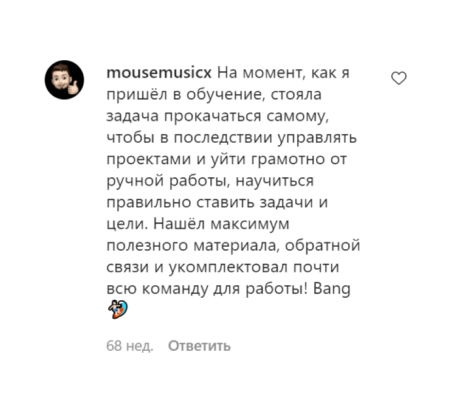 mousemusicx На момент, как я
пришёл в обучение, стояла
задача прокачаться самому,
чтобы в последствии управлять
проектами и уйти грамотно от
ручной работы, научиться
правильно ставить задачи и
цели. Нашёл максимум
полезного материала, обратной
связи и укомплектовал почти
всю команду для работы! Bang
🏄
68 нед. Ответить